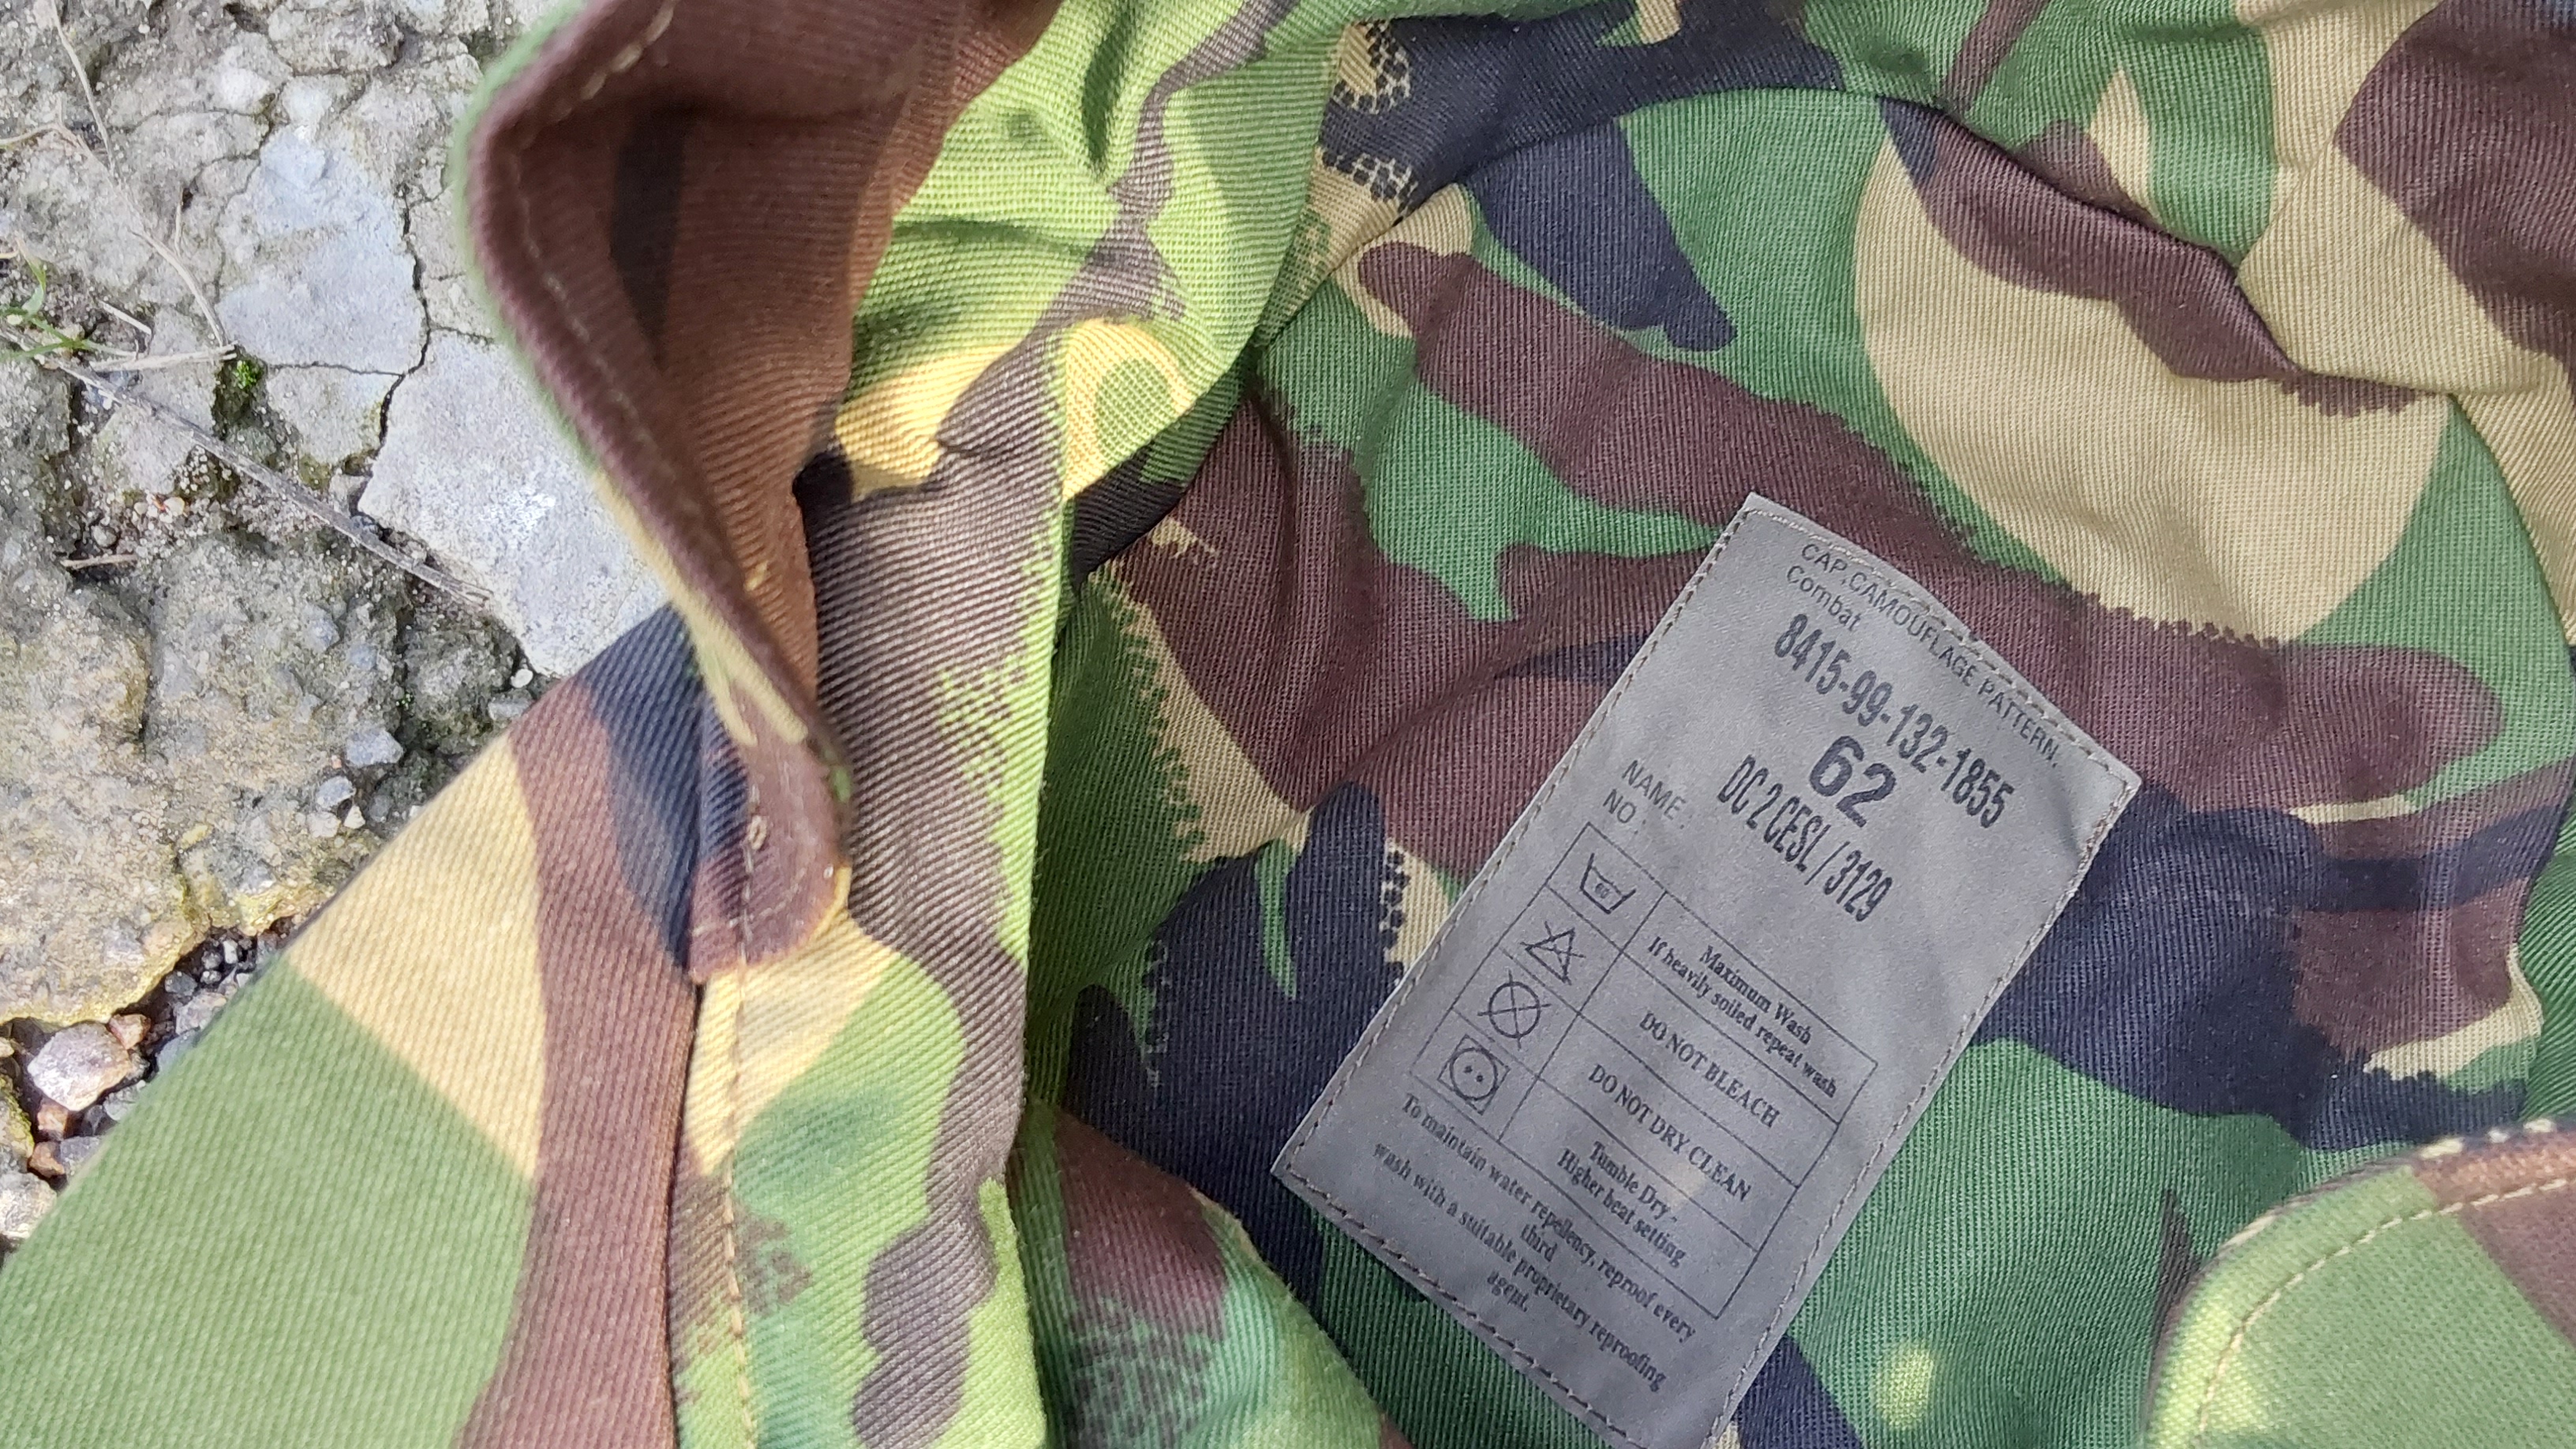 CAP,CAMOUFLAGE PATTERN.
Combat
8415-99-132-1855
62
DC 2 CESL / 3129
NAME :
NO :
60
Maximum Wash
If heavily soiled repeat wash
DO NOT BLEACH
DO NOT DRY CLEAN
Tumble Dry -
Higher heat setting
To maintain water repellency, reproof every
third
wash with a suitable proprietary reproofing
agent.